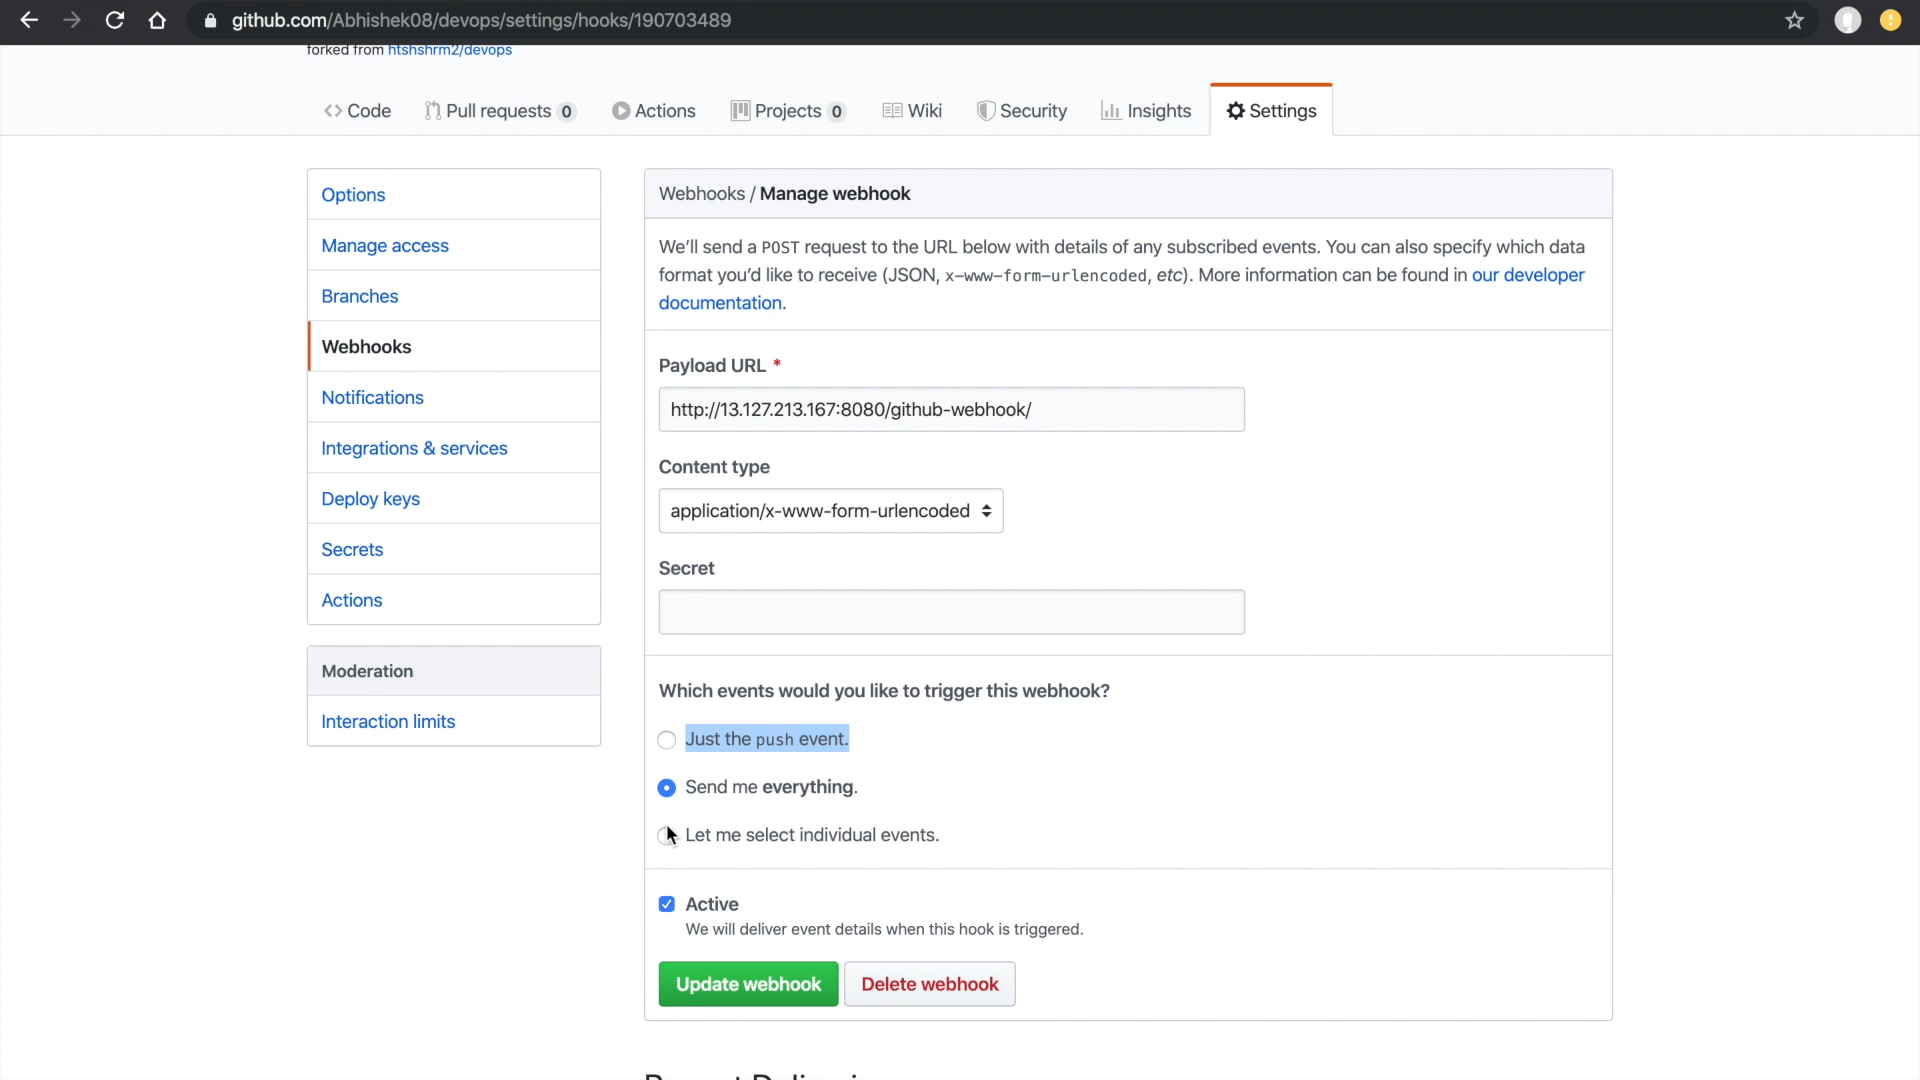 github.com/Abhishek08/devops/settings/hooks/190703489
forked from htshshrm2/devops
Code
Pull requests 0
Actions
Projects 0
Wiki
Security
Insights
Settings
Options
Manage access
Branches
Webhooks
Notifications
Integrations & services
Deploy keys
Secrets
Actions
Moderation
Interaction limits
Webhooks / Manage webhook
We’ll send a POST request to the URL below with details of any subscribed events. You can also specify which data
format you’d like to receive (JSON, x-www-form-urlencoded, etc). More information can be found in our developer
documentation.
Payload URL *
http://13.127.213.167:8080/github-webhook/
Content type
application/x-www-form-urlencoded
Secret
Which events would you like to trigger this webhook?
Just the push event.
Send me everything.
Let me select individual events.
Active
We will deliver event details when this hook is triggered.
Update webhook
Delete webhook